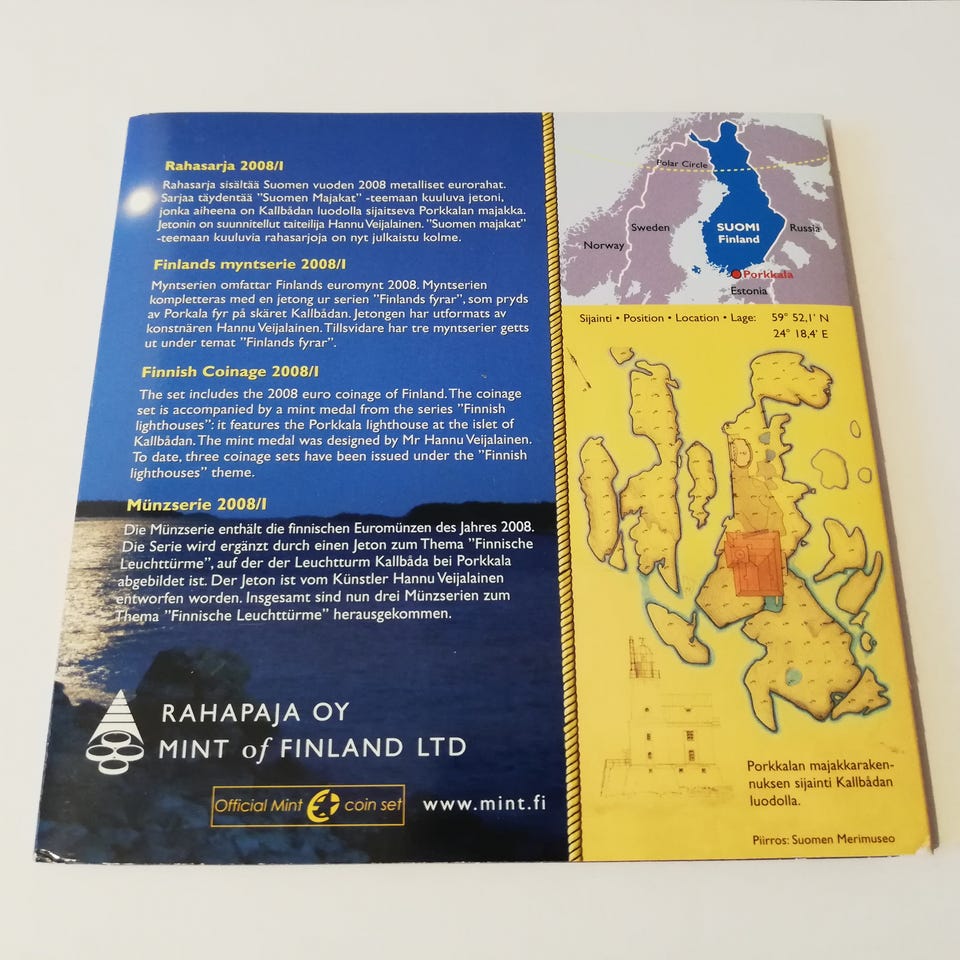 Rahasarja 2008/I
Rahasarja sisältää Suomen vuoden 2008 metalliset eurorahat.
Sarjaa täydentää ”Suomen Majakat” -teemaan kuuluva jetoni,
jonka aiheena on Kallbådan luodolla sijaitseva Porkkalan majakka.
Jetonin on suunnitellut taiteilija Hannu Veijalainen. ”Suomen majakat”
-teemaan kuuluvia rahasarjoja on nyt julkaistu kolme.
Finlands myntserie 2008/I
Myntserien omfattar Finlands euromynt 2008. Myntserien
kompletteras med en jetong ur serien ”Finlands fyrar”, som pryds
av Porkala fyr på skäret Kallbådan. Jetongen har utformats av
konstnären Hannu Veijalainen. Tillsvidare har tre myntserier getts
ut under temat ”Finlands fyrar”.
Finnish Coinage 2008/I
The set includes the 2008 euro coinage of Finland. The coinage
set is accompanied by a mint medal from the series ”Finnish
lighthouses”: it features the Porkkala lighthouse at the islet of
Kallbådan. The mint medal was designed by Mr Hannu Veijalainen.
To date, three coinage sets have been issued under the ”Finnish
lighthouses” theme.
Münzserie 2008/I
Die Münzserie enthält die finnischen Euromünzen des Jahres 2008.
Die Serie wird ergänzt durch einen Jeton zum Thema ”Finnische
Leuchttürme”, auf der der Leuchtturm Kallbåda bei Porkkala
abgebildet ist. Der Jeton ist vom Künstler Hannu Veijalainen
entworfen worden. Insgesamt sind nun drei Münzserien zum
Thema ”Finnische Leuchttürme” herausgekommen.
RAHAPAJA OY
MINT of FINLAND LTD
Official Mint coin set
www.mint.fi
Polar Circle
Sweden
SUOMI
Finland
Russia
Norway
Porkkala
Estonia
Sijainti • Position • Location • Lage: 59° 52,1' N
24° 18,4' E
Porkkalan majakkaraken-
nuksen sijainti Kallbådan
luodolla.
Piirros: Suomen Merimuseo